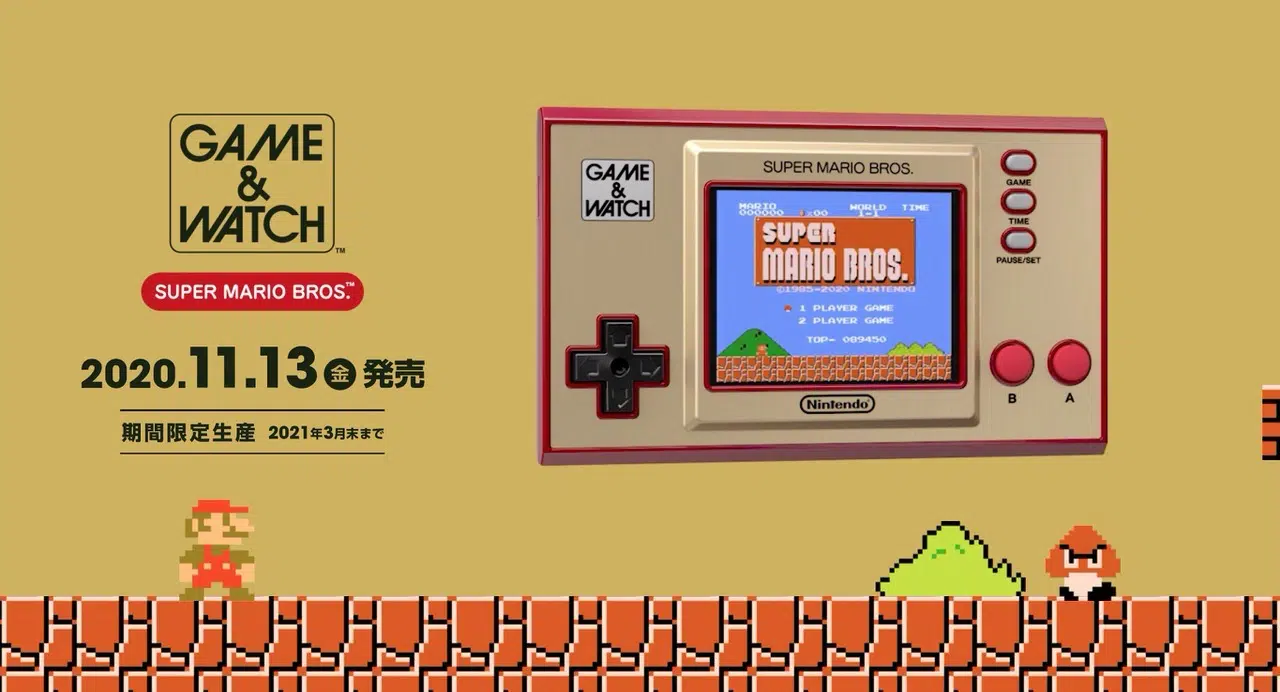 GAME
&
WATCH™
SUPER MARIO BROS.™
2020.11.13金発売
期間限定生産 2021年3月末まで
GAME
&
WATCH
SUPER MARIO BROS.
MARIO WORLD TIME
000000 x00 1-1
SUPER
MARIO BROS.
©1985-2020 NINTENDO
1 PLAYER GAME
2 PLAYER GAME
TOP- 089450
Nintendo
GAME
TIME
PAUSE/SET
B A